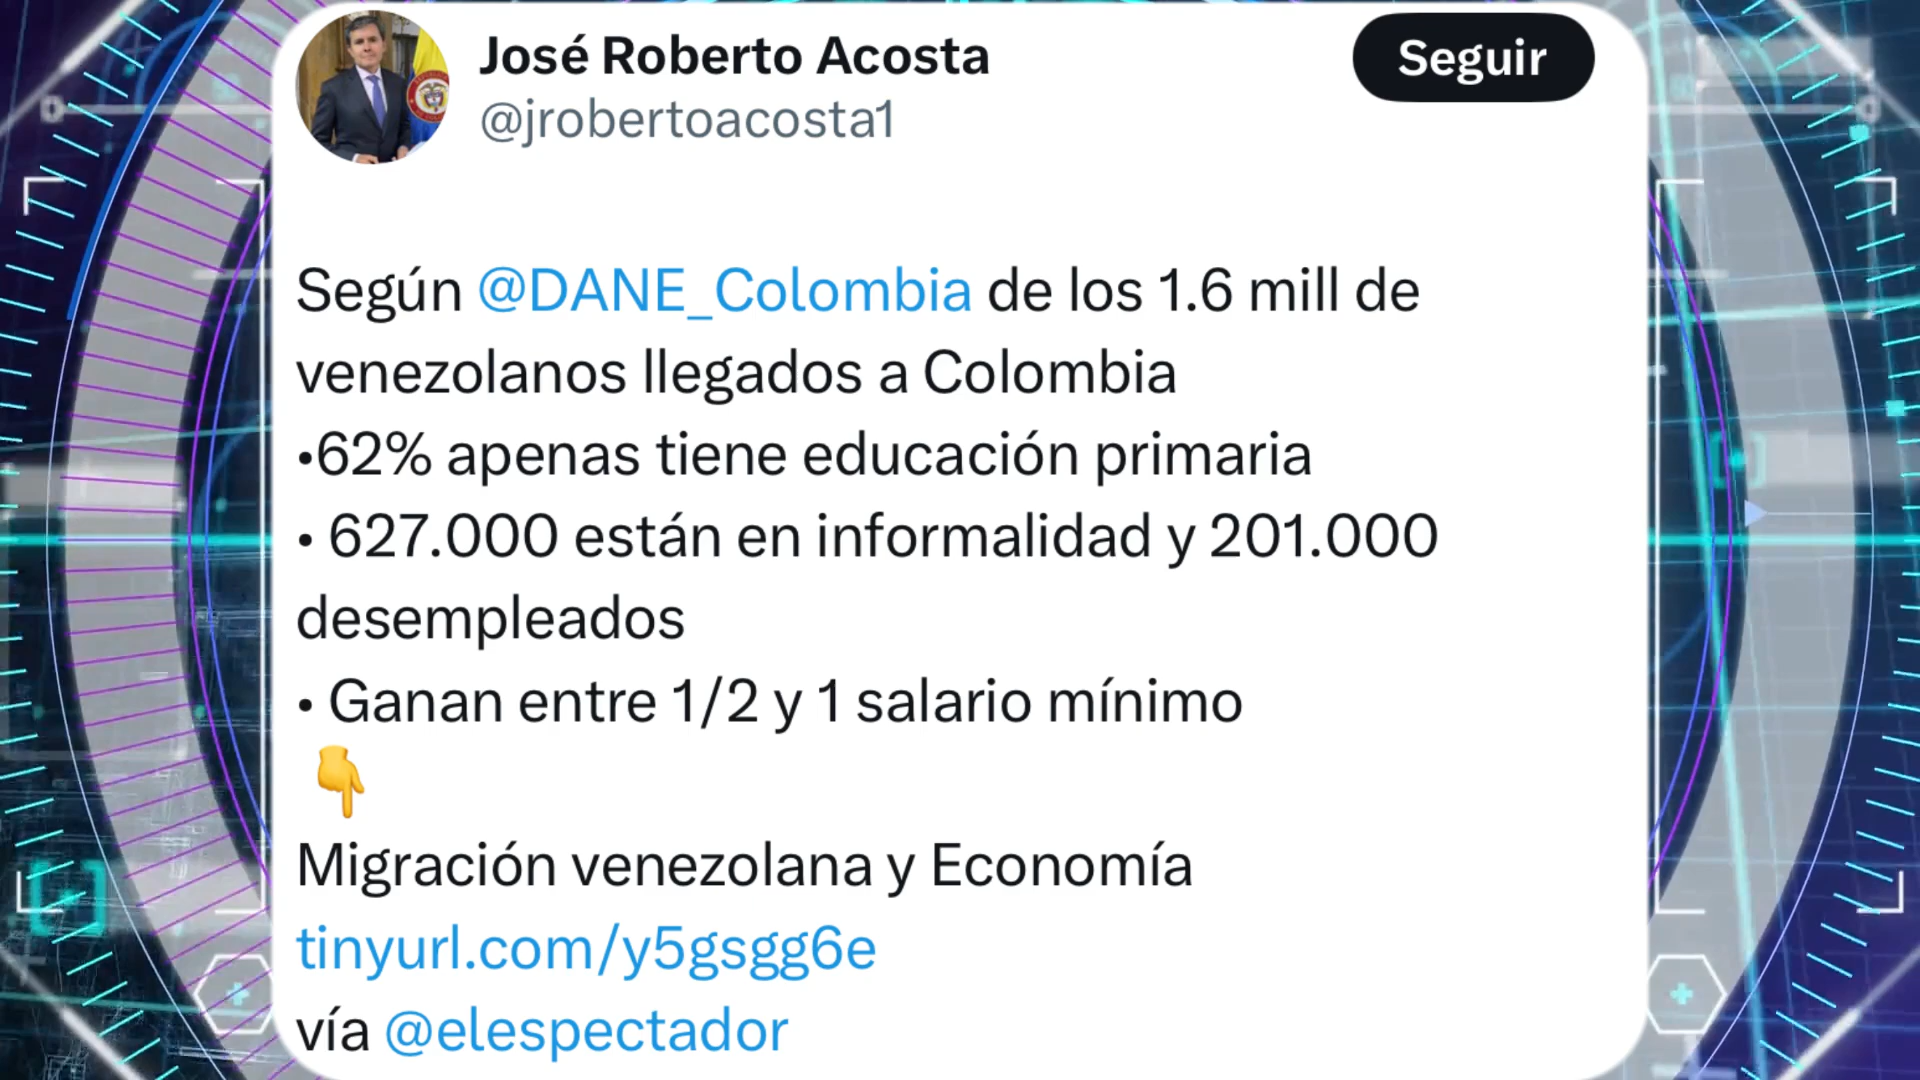 José Roberto Acosta
Seguir
@jrobertoacosta1
Según @DANE_Colombia de los 1.6 mill de
venezolanos llegados a Colombia
•62% apenas tiene educación primaria
• 627.000 están en informalidad y 201.000
desempleados
• Ganan entre 1/2 y 1 salario mínimo
👇
Migración venezolana y Economía
tinyurl.com/y5gsgg6e
vía @elespectador